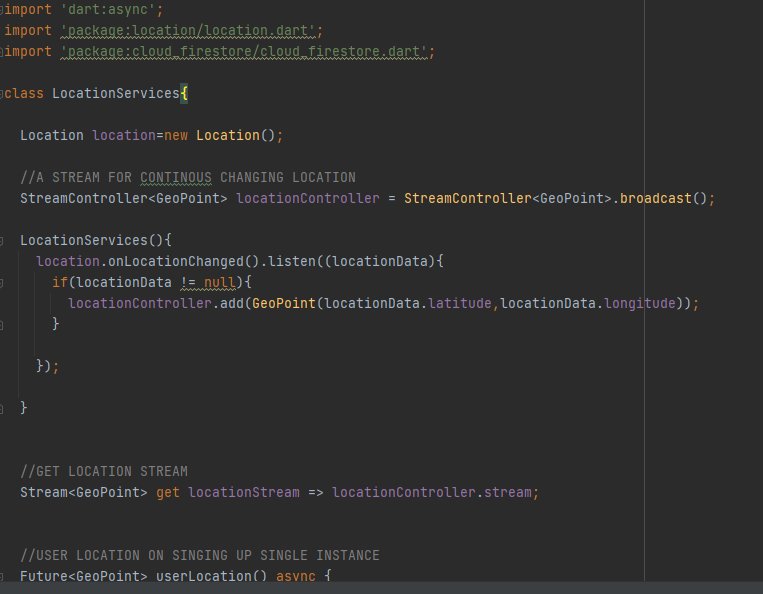 import 'dart:async';
import 'package:location/location.dart';
import 'package:cloud_firestore/cloud_firestore.dart';
class LocationServices{
Location location=new Location();
//A STREAM FOR CONTINOUS CHANGING LOCATION
StreamController<GeoPoint> locationController = StreamController<GeoPoint>.broadcast();
LocationServices(){
location.onLocationChanged().listen((locationData){
if(locationData != null){
locationController.add(GeoPoint(locationData.latitude,locationData.longitude));
}
});
}
//GET LOCATION STREAM
Stream<GeoPoint> get locationStream => locationController.stream;
//USER LOCATION ON SINGING UP SINGLE INSTANCE
Future<GeoPoint> userLocation() async {